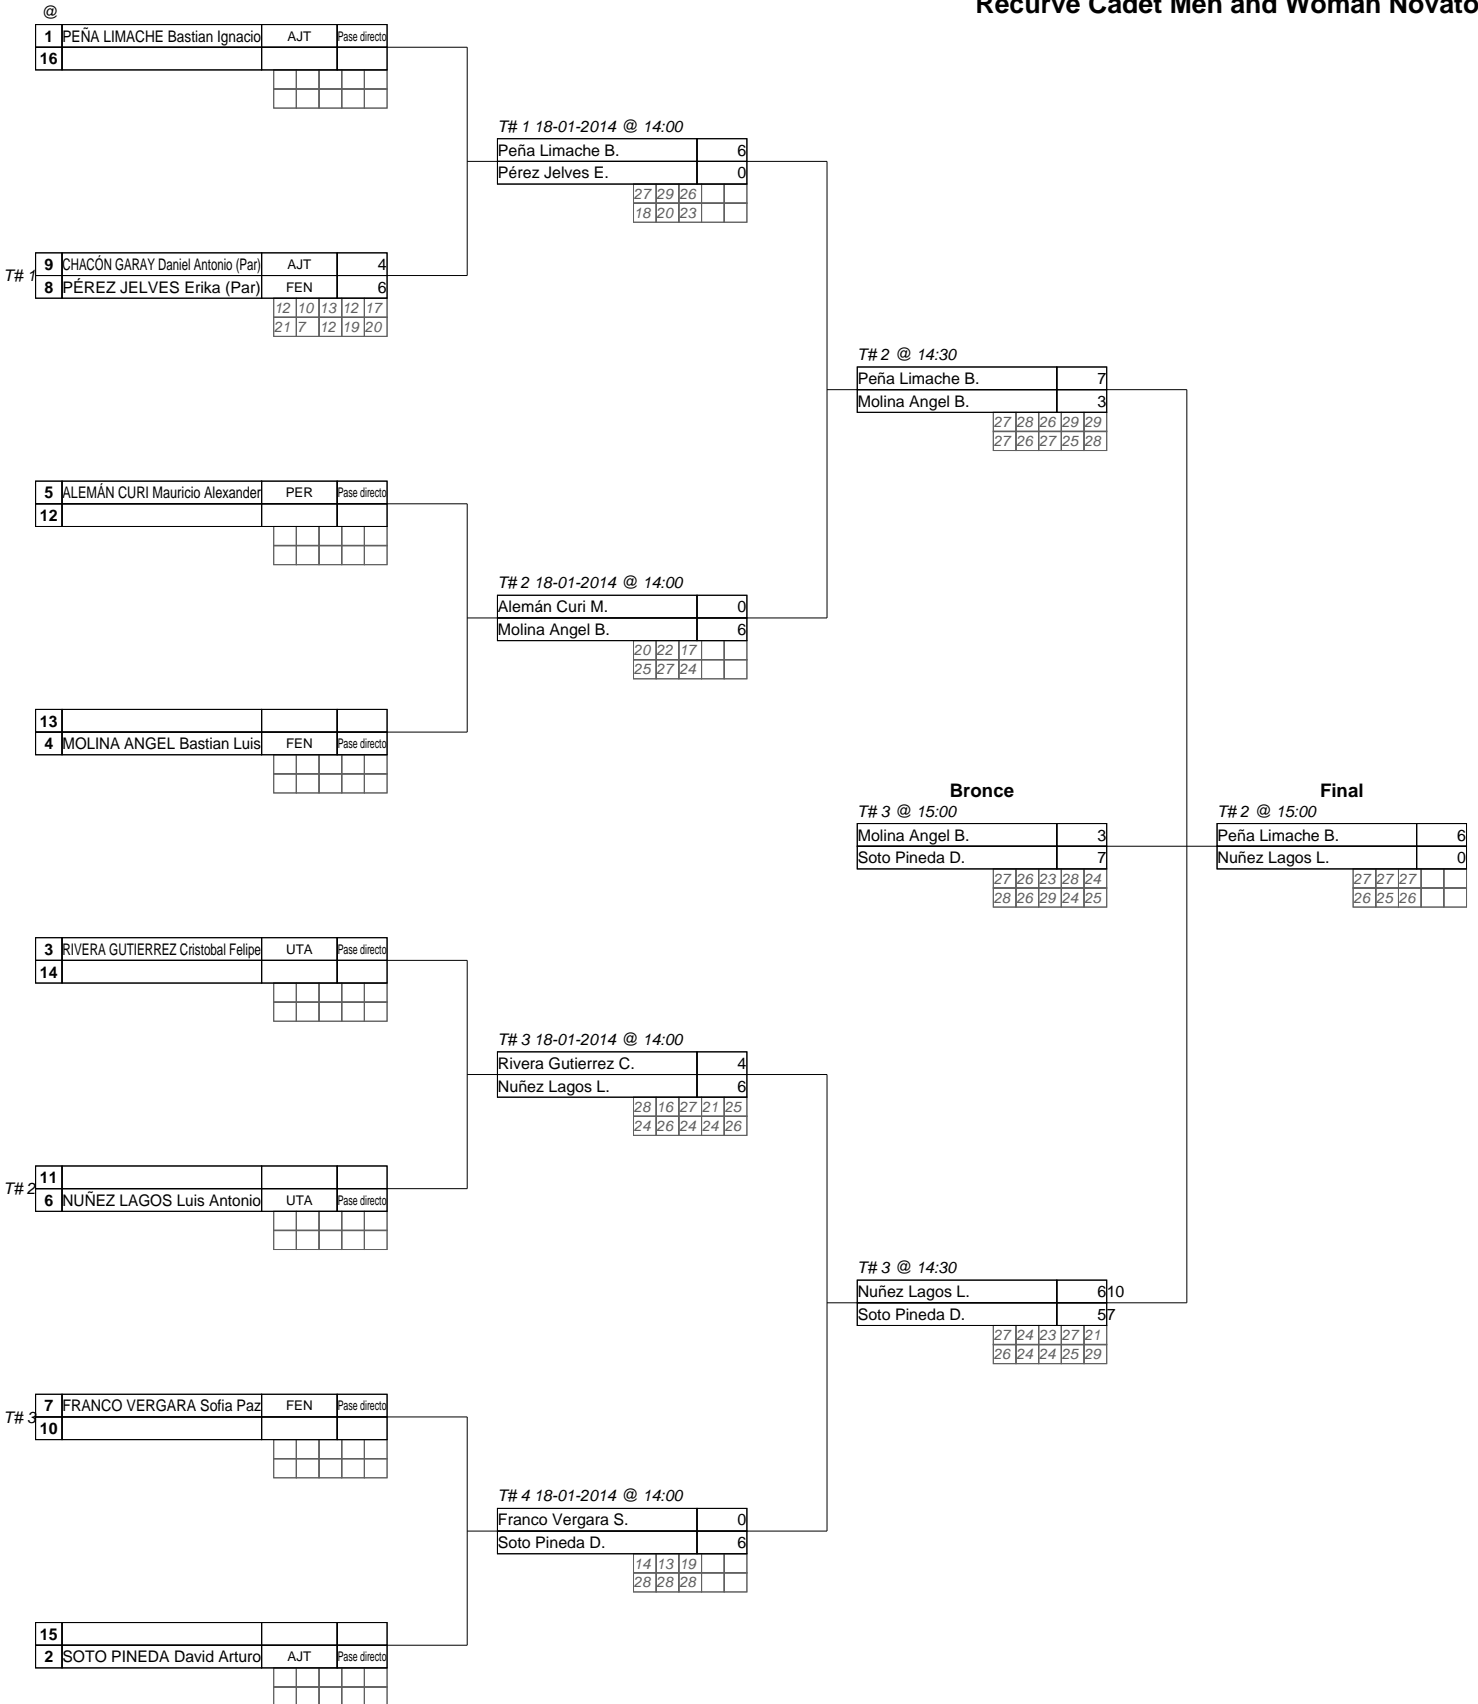 Recurve Cadet Men and Woman Novato
@
1 PEÑA LIMACHE Bastian Ignacio AJT Pase directo
16
T# 1 18-01-2014 @ 14:00
Peña Limache B. 6
Pérez Jelves E. 0
27 29 26
18 20 23
T# 1
9 CHACÓN GARAY Daniel Antonio (Par) AJT 4
8 PÉREZ JELVES Erika (Par) FEN 6
12 10 13 12 17
21 7 12 19 20
T# 2 @ 14:30
Peña Limache B. 7
Molina Angel B. 3
27 28 26 29 29
27 26 27 25 28
5 ALEMÁN CURI Mauricio Alexander PER Pase directo
12
T# 2 18-01-2014 @ 14:00
Alemán Curi M. 0
Molina Angel B. 6
20 22 17
25 27 24
13
4 MOLINA ANGEL Bastian Luis FEN Pase directo
Bronce
T# 3 @ 15:00
Molina Angel B. 3
Soto Pineda D. 7
27 26 23 28 24
28 26 29 24 25
Final
T# 2 @ 15:00
Peña Limache B. 6
Nuñez Lagos L. 0
27 27 27
26 25 26
3 RIVERA GUTIERREZ Cristobal Felipe UTA Pase directo
14
T# 3 18-01-2014 @ 14:00
Rivera Gutierrez C. 4
Nuñez Lagos L. 6
28 16 27 21 25
24 26 24 24 26
T# 2
11
6 NUÑEZ LAGOS Luis Antonio UTA Pase directo
T# 3 @ 14:30
Nuñez Lagos L. 6 10
Soto Pineda D. 5 7
27 24 23 27 21
26 24 24 25 29
T# 3
7 FRANCO VERGARA Sofia Paz FEN Pase directo
10
T# 4 18-01-2014 @ 14:00
Franco Vergara S. 0
Soto Pineda D. 6
14 13 19
28 28 28
15
2 SOTO PINEDA David Arturo AJT Pase directo